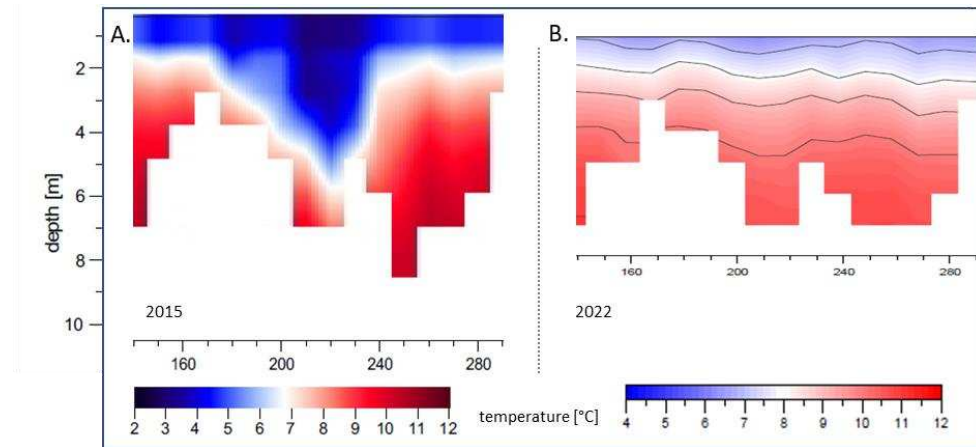 A.
B.
2
4
6
8
10
depth [m]
2015
2022
160 200 240 280
160 200 240 280
2 3 4 5 6 7 8 9 10 11 12
temperature [°C]
4 5 6 7 8 9 10 11 12